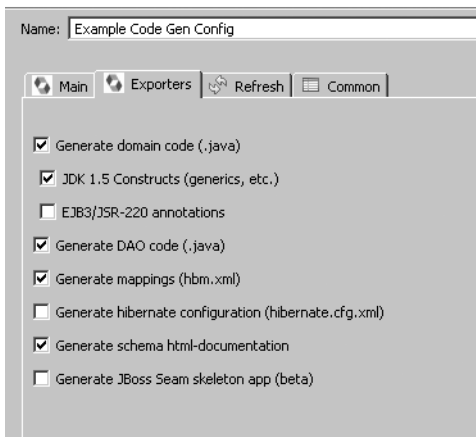 Name: Example Code Gen Config
Main Exporters Refresh Common
Generate domain code (.java)
JDK 1.5 Constructs (generics, etc.)
EJB3/JSR-220 annotations
Generate DAO code (.java)
Generate mappings (hbm.xml)
Generate hibernate configuration (hibernate.cfg.xml)
Generate schema html-documentation
Generate JBoss Seam skeleton app (beta)